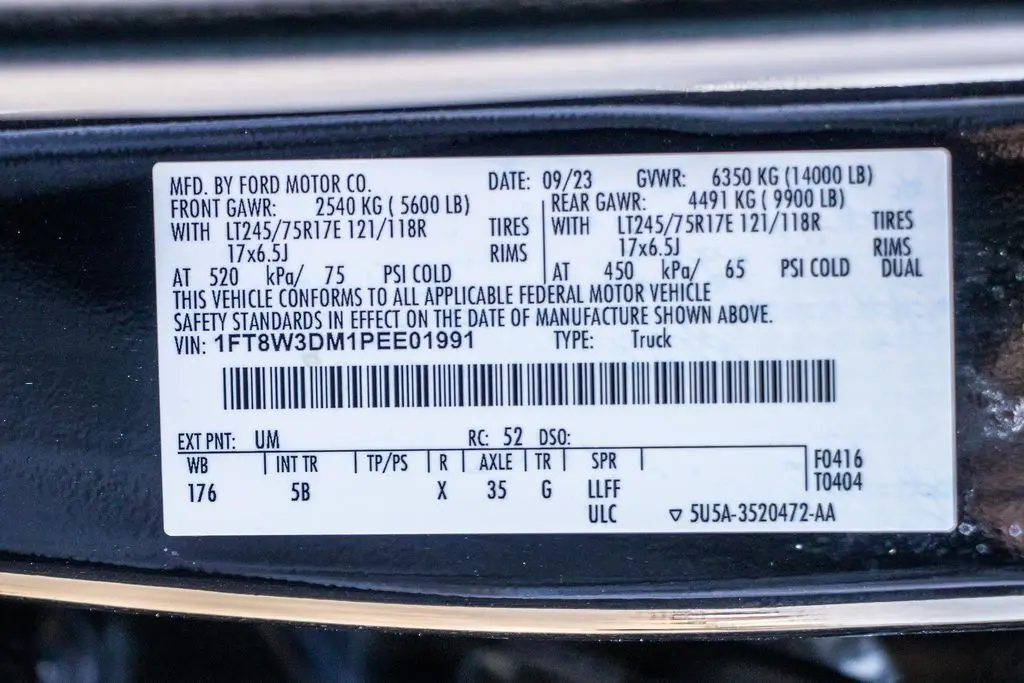 MFD. BY FORD MOTOR CO. DATE: 09/23 GVWR: 6350 KG (14000 LB)
FRONT GAWR: 2540 KG ( 5600 LB) REAR GAWR: 4491 KG ( 9900 LB)
WITH LT245/75R17E 121/118R TIRES WITH LT245/75R17E 121/118R TIRES
17x6.5J RIMS 17x6.5J RIMS
AT 520 kPa/ 75 PSI COLD AT 450 kPa/ 65 PSI COLD DUAL
THIS VEHICLE CONFORMS TO ALL APPLICABLE FEDERAL MOTOR VEHICLE
SAFETY STANDARDS IN EFFECT ON THE DATE OF MANUFACTURE SHOWN ABOVE.
VIN: 1FT8W3DM1PEE01991 TYPE: Truck
EXT PNT: UM RC: 52 DSO:
WB INT TR TP/PS R AXLE TR SPR F0416
176 5B X 35 G LLFF T0404
ULC ▽ 5U5A-3520472-AA